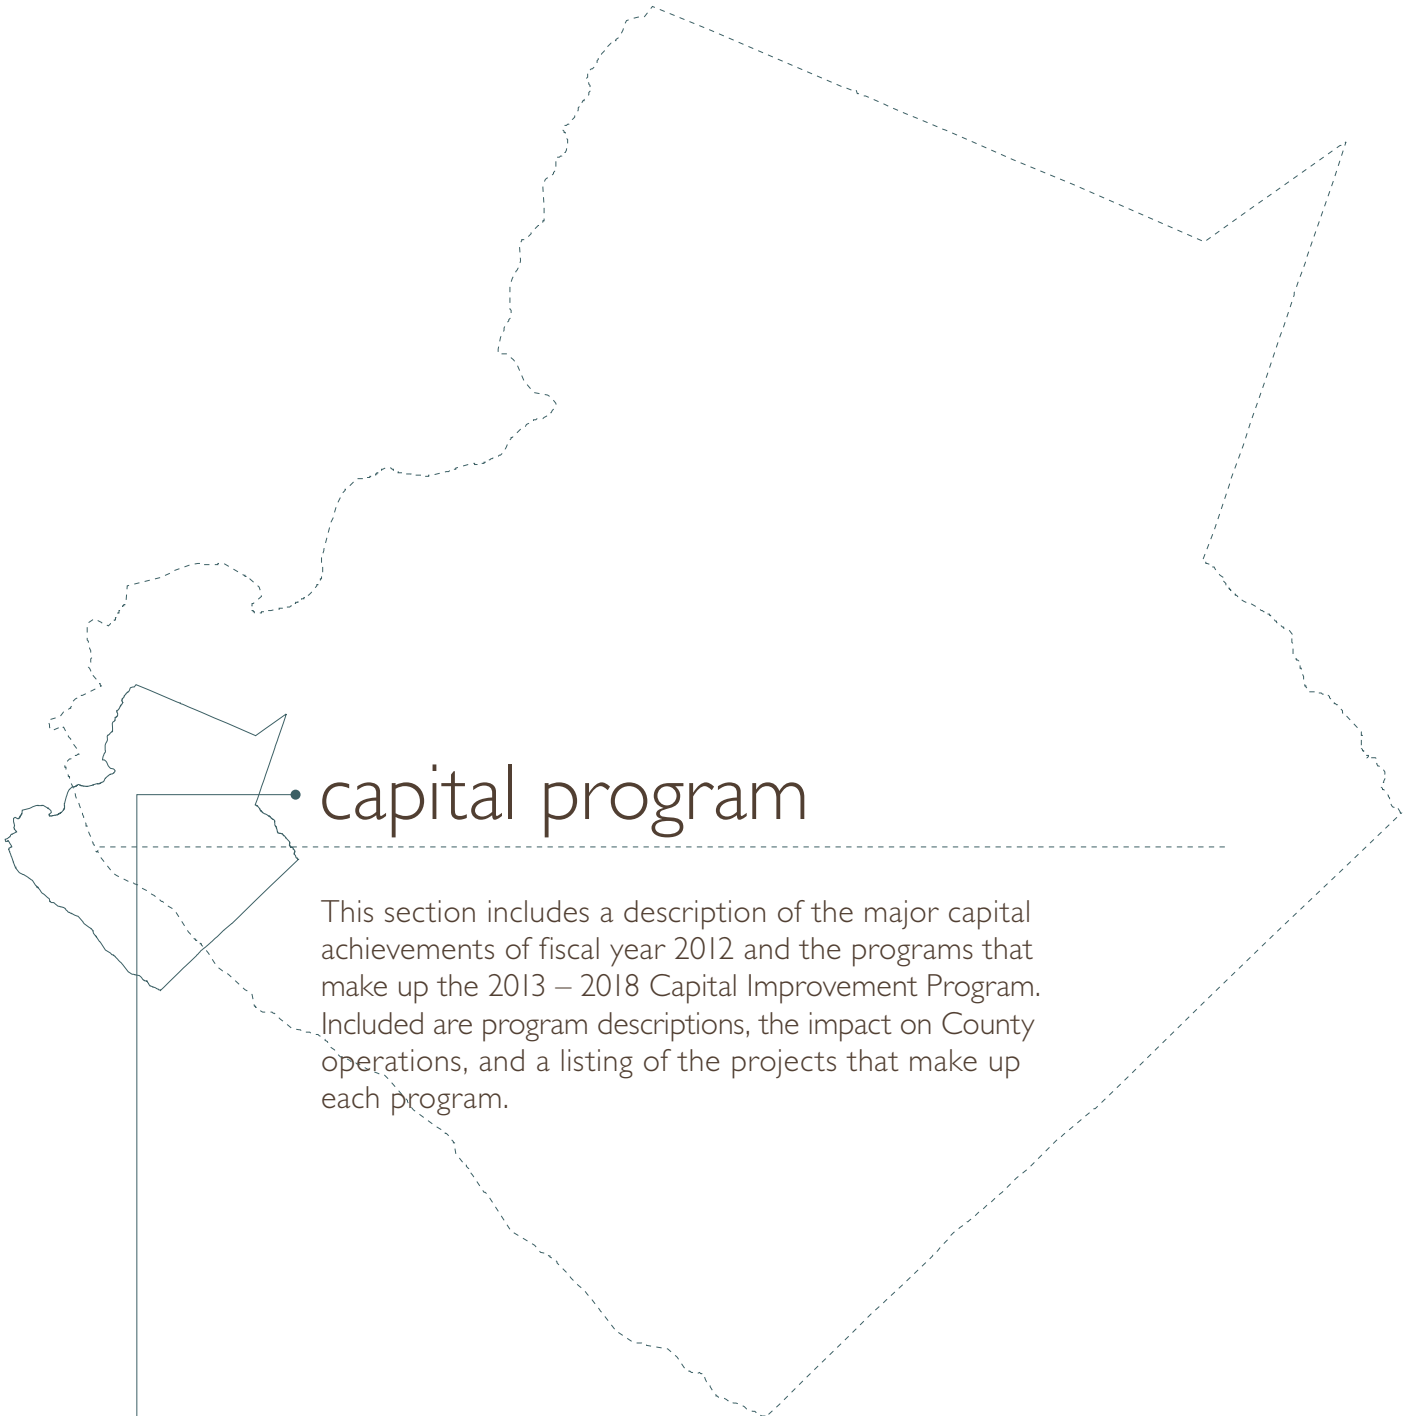 capital program
This section includes a description of the major capital
achievements of fiscal year 2012 and the programs that
make up the 2013 – 2018 Capital Improvement Program.
Included are program descriptions, the impact on County
operations, and a listing of the projects that make up
each program.